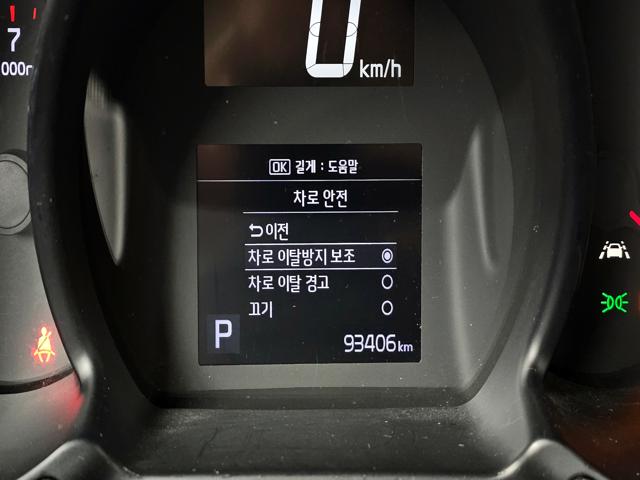 0
km/h
7
000r
OK 길게 : 도움말
차로 안전
이전
차로 이탈방지 보조
차로 이탈 경고
끄기
P
93406 km